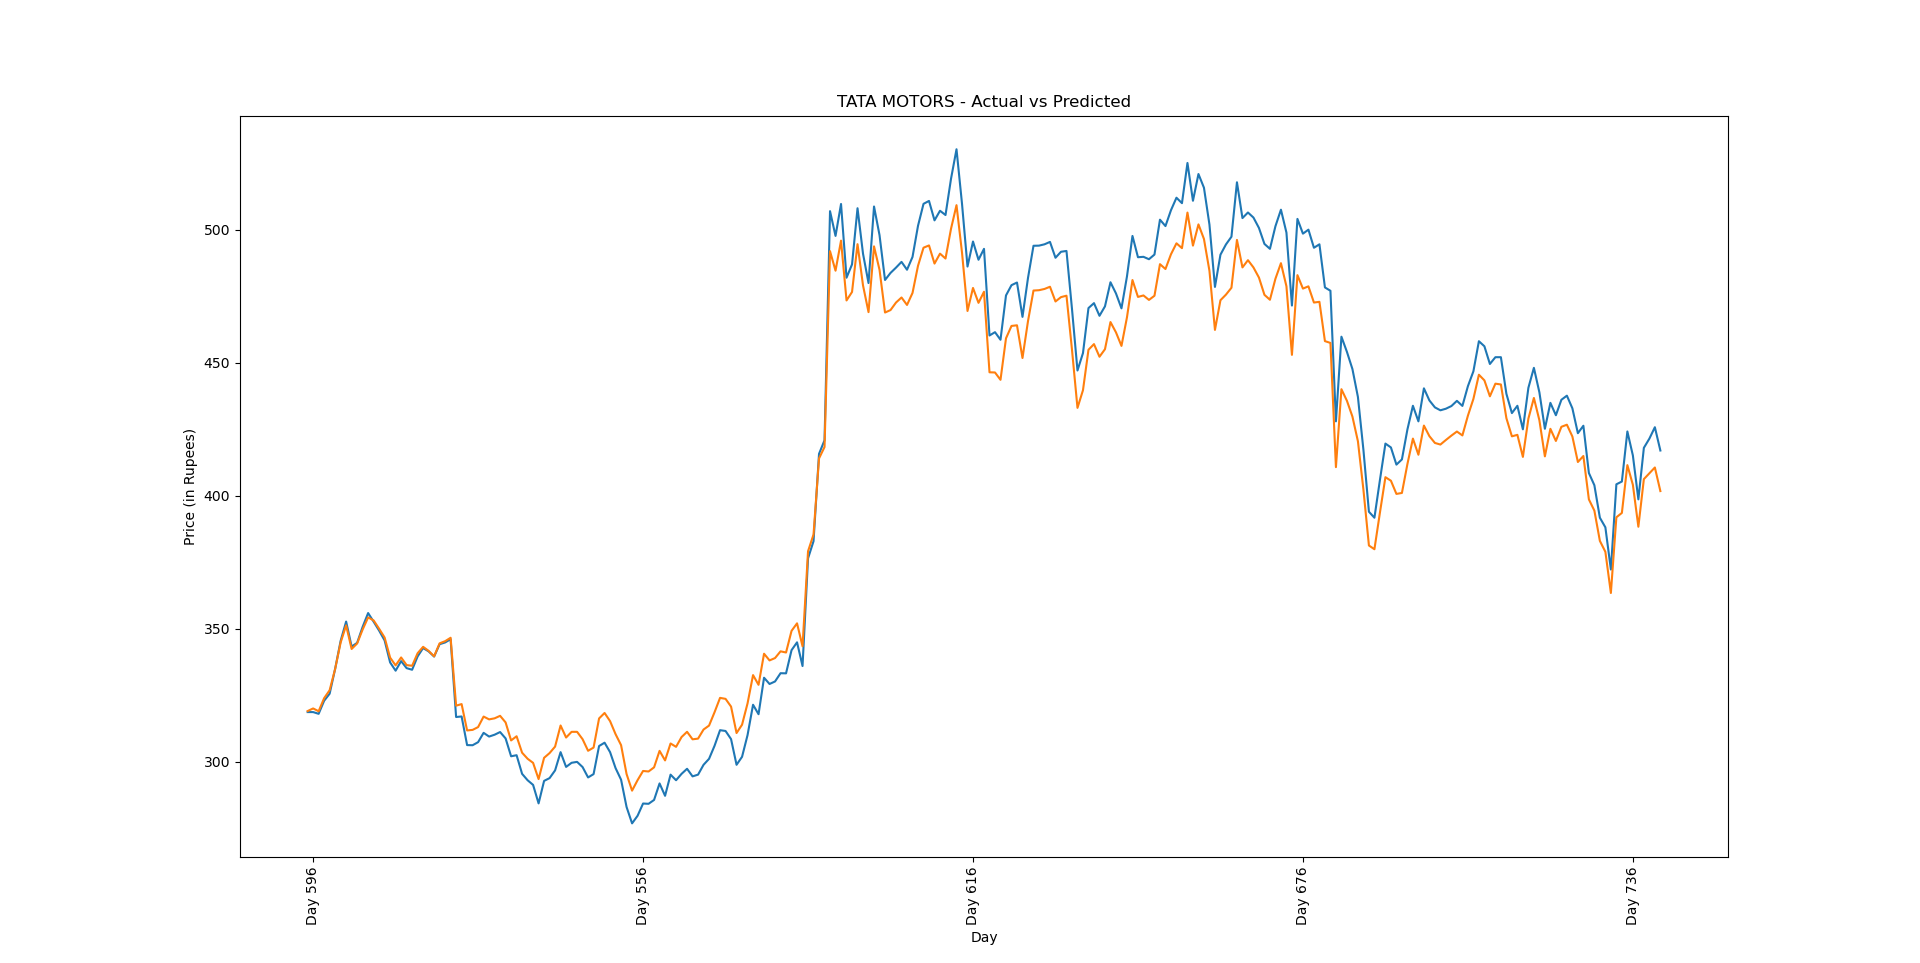 TATA MOTORS - Actual vs Predicted
500
450
400
350
300
Price (in Rupees)
Day 596
Day 556
Day 616
Day 676
Day 736
Day